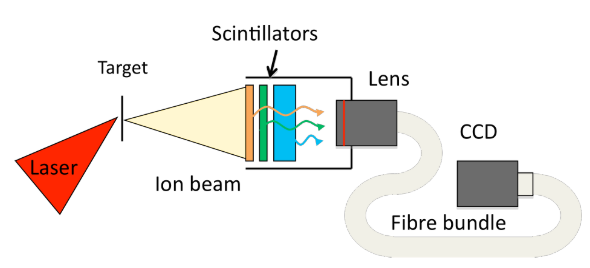 Scintillators
Target
Lens
CCD
Laser
Ion beam
Fibre bundle